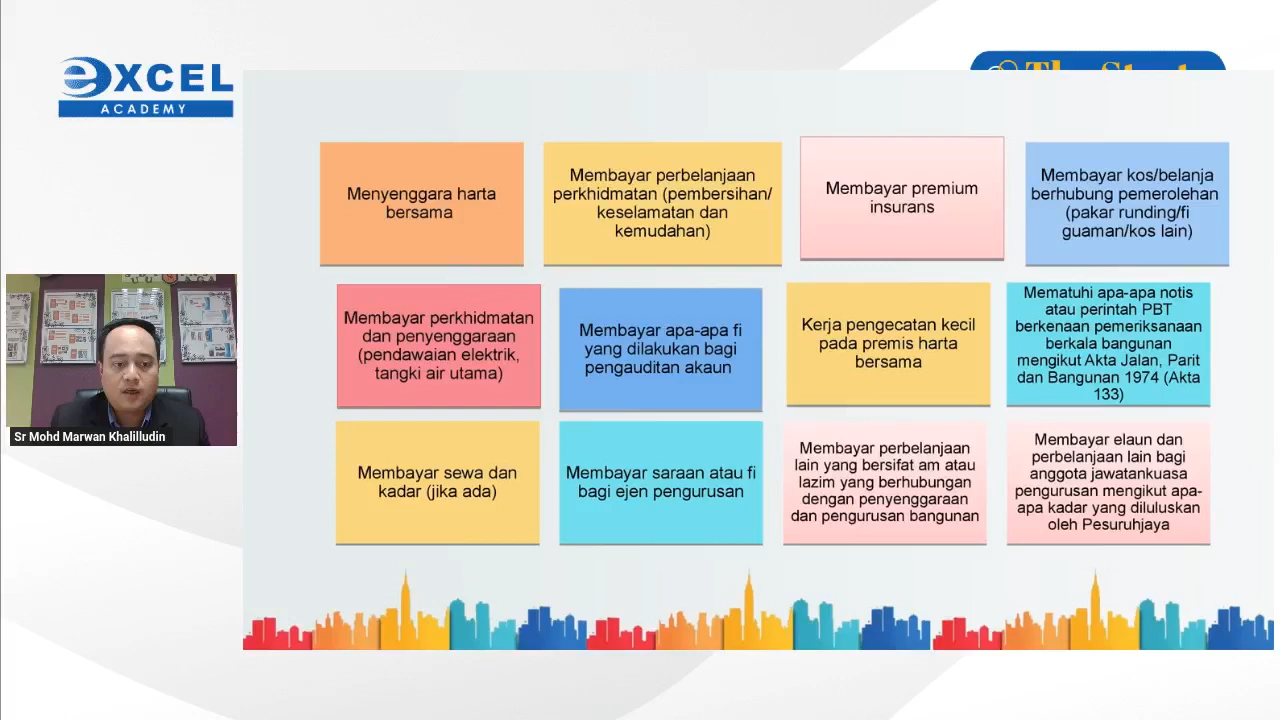 eXCEL
ACADEMY
Menyenggara harta
bersama
Membayar perbelanjaan
perkhidmatan (pembersihan/
keselamatan dan
kemudahan)
Membayar premium
insurans
Membayar kos/belanja
berhubung pemerolehan
(pakar runding/fi
guaman/kos lain)
Membayar perkhidmatan
dan penyenggaraan
(pendawaian elektrik,
tangki air utama)
Membayar apa-apa fi
yang dilakukan bagi
pengauditan akaun
Kerja pengecatan kecil
pada premis harta
bersama
Mematuhi apa-apa notis
atau perintah PBT
berkenaan pemeriksanaan
berkala bangunan
mengikut Akta Jalan, Parit
dan Bangunan 1974 (Akta
133)
Membayar sewa dan
kadar (jika ada)
Membayar saraan atau fi
bagi ejen pengurusan
Membayar perbelanjaan
lain yang bersifat am atau
lazim yang berhubungan
dengan penyenggaraan
dan pengurusan bangunan
Membayar elaun dan
perbelanjaan lain bagi
anggota jawatankuasa
pengurusan mengikut apa-
apa kadar yang diluluskan
oleh Pesuruhjaya
Sr Mohd Marwan Khalilludin